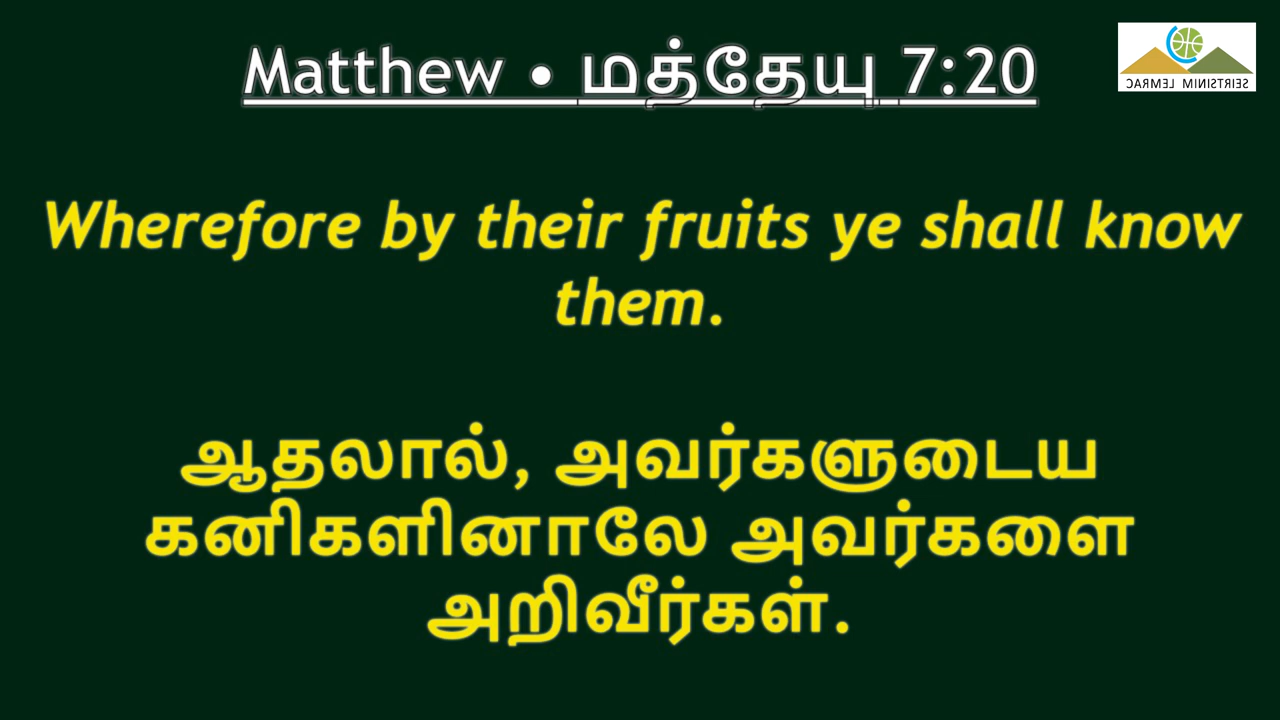 Matthew • மத்தேயு 7:20
CARMEL MINISTRIES
Wherefore by their fruits ye shall know
them.
ஆதலால், அவர்களுடைய
கனிகளினாலே அவர்களை
அறிவீர்கள்.